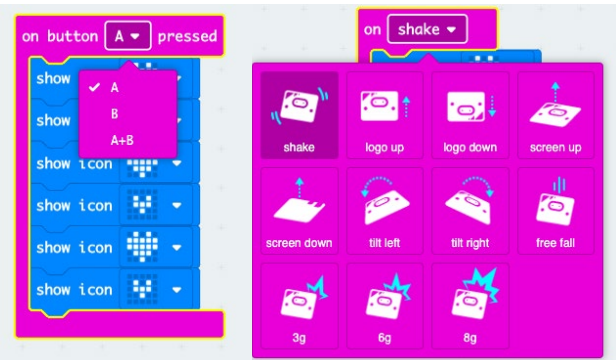 on button A pressed
show
A
show
B
A+B
show icon
show icon
show icon
show icon
on shake
shake
logo up
logo down
screen up
screen down
tilt left
tilt right
free fall
3g
6g
8g